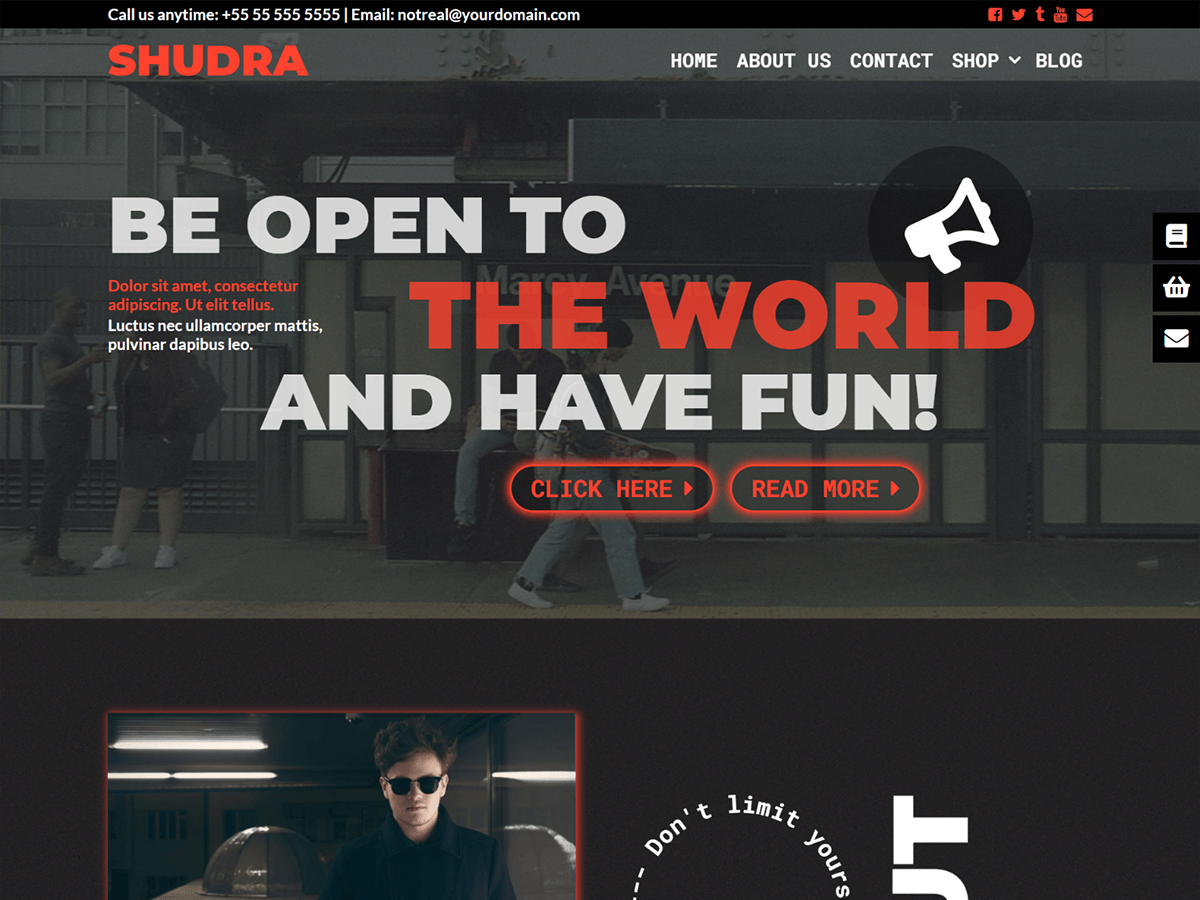 Call us anytime: +55 55 555 5555 | Email: notreal@yourdomain.com
SHUDRA
HOME ABOUT US CONTACT SHOP BLOG
BE OPEN TO
Marcy Avenue
Dolor sit amet, consectetur
adipiscing. Ut elit tellus.
Luctus nec ullamcorper mattis,
pulvinar dapibus leo.
THE WORLD
AND HAVE FUN!
CLICK HERE READ MORE
--- Don't limit yours
UT